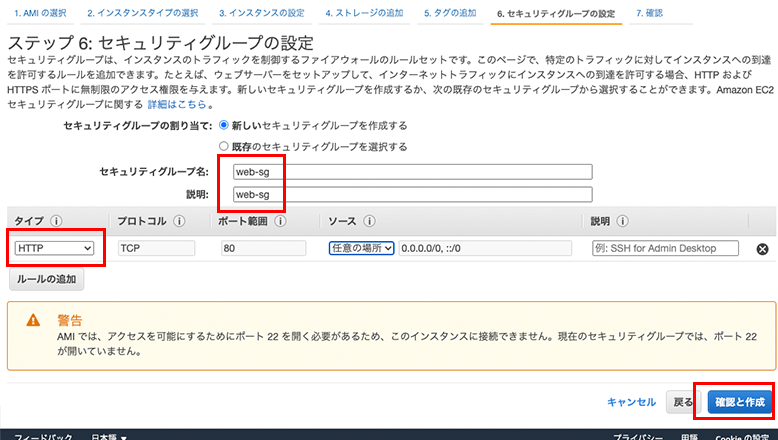 1. AMI の選択 2. インスタンスタイプの選択 3. インスタンスの設定 4. ストレージの追加 5. タグの追加 6. セキュリティグループの設定 7. 確認
ステップ 6: セキュリティグループの設定
セキュリティグループは、インスタンスのトラフィックを制御するファイアウォールのルールセットです。このページで、特定のトラフィックに対してインスタンスへの到達
を許可するルールを追加できます。たとえば、ウェブサーバーをセットアップして、インターネットトラフィックにインスタンスへの到達を許可する場合、HTTP および
HTTPS ポートに無制限のアクセス権限を与えます。新しいセキュリティグループを作成するか、次の既存のセキュリティグループから選択することができます。Amazon EC2
セキュリティグループに関する 詳細はこちら。
セキュリティグループの割り当て: 新しいセキュリティグループを作成する
既存のセキュリティグループを選択する
セキュリティグループ名: web-sg
説明: web-sg
タイプ プロトコル ポート範囲 ソース 説明
HTTP TCP 80 任意の場所 0.0.0.0/0, ::/0 例: SSH for Admin Desktop
ルールの追加
警告
AMI では、アクセスを可能にするためにポート 22 を開く必要があるため、このインスタンスに接続できません。現在のセキュリティグループでは、ポート 22
が開いていません。
キャンセル 戻る 確認と作成
フィードバック 日本語 プライバシー 用語 Cookie の設定